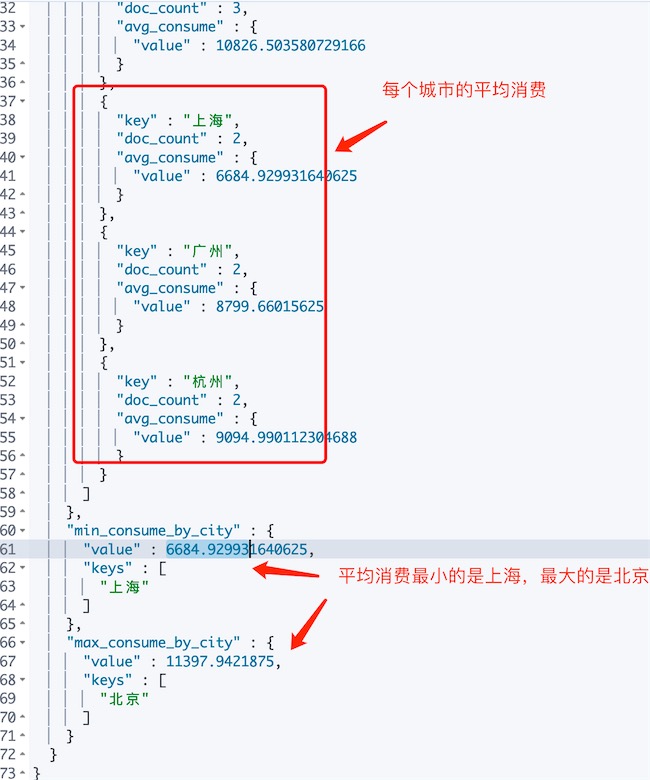 32 "doc_count" : 3,
33 "avg_consume" : {
34 "value" : 10826.503580729166
35 }
36 },
37 {
每个城市的平均消费
38 "key" : "上海",
39 "doc_count" : 2,
40 "avg_consume" : {
41 "value" : 6684.929931640625
42 }
43 },
44 {
45 "key" : "广州",
46 "doc_count" : 2,
47 "avg_consume" : {
48 "value" : 8799.66015625
49 }
50 },
51 {
52 "key" : "杭州",
53 "doc_count" : 2,
54 "avg_consume" : {
55 "value" : 9094.990112304688
56 }
57 }
58 ]
59 },
60 "min_consume_by_city" : {
61 "value" : 6684.929931640625,
62 "keys" : [
平均消费最小的是上海，最大的是北京
63 "上海"
64 ]
65 },
66 "max_consume_by_city" : {
67 "value" : 11397.9421875,
68 "keys" : [
69 "北京"
70 ]
71 }
72 }
73 }